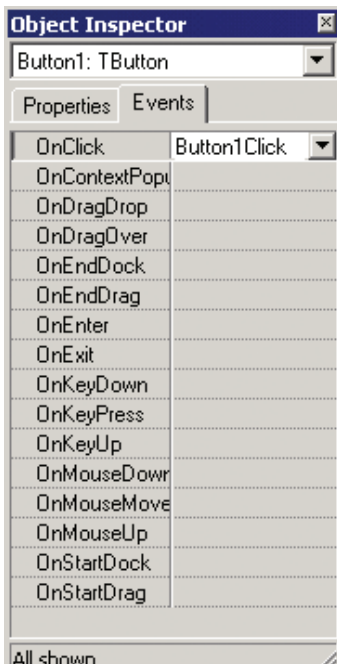 Object Inspector
Button1: TButton
Properties Events
OnClick Button1Click
OnContextPopu
OnDragDrop
OnDragOver
OnEndDock
OnEndDrag
OnEnter
OnExit
OnKeyDown
OnKeyPress
OnKeyUp
OnMouseDown
OnMouseMove
OnMouseUp
OnStartDock
OnStartDrag
All shown